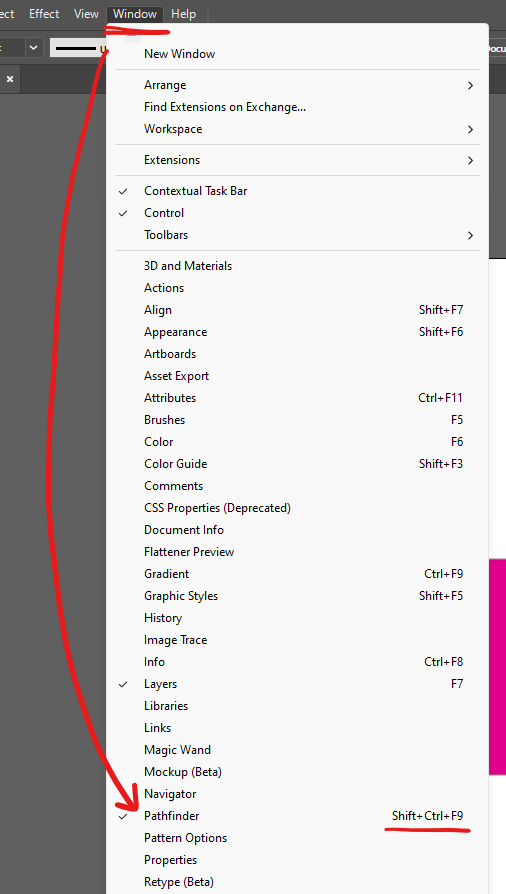 Effect View Window Help
New Window
Arrange
Find Extensions on Exchange...
Workspace
Extensions
Contextual Task Bar
Control
Toolbars
3D and Materials
Actions
Align Shift+F7
Appearance Shift+F6
Artboards
Asset Export
Attributes Ctrl+F11
Brushes F5
Color F6
Color Guide Shift+F3
Comments
CSS Properties (Deprecated)
Document Info
Flattener Preview
Gradient Ctrl+F9
Graphic Styles Shift+F5
History
Image Trace
Info Ctrl+F8
Layers F7
Libraries
Links
Magic Wand
Mockup (Beta)
Navigator
Pathfinder Shift+Ctrl+F9
Pattern Options
Properties
Retype (Beta)